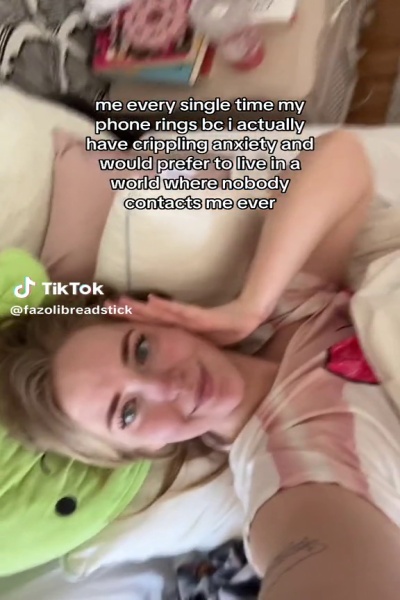 me every single time my
phone rings bc i actually
have crippling anxiety and
would prefer to live in a
world where nobody
contacts me ever
TikTok
@fazolibreadstick